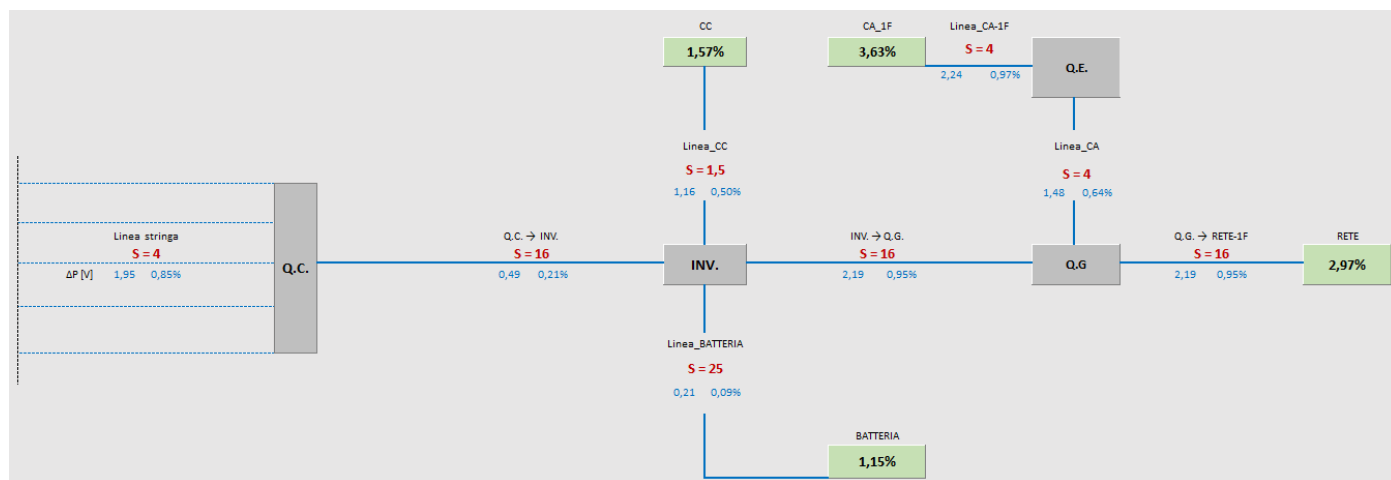 CC
1,57%
CA_1F
3,63%
Linea_CA-1F
S = 4
2,24 0,97%
Q.E.
Linea_CC
S = 1,5
1,16 0,50%
Linea_CA
S = 4
1,48 0,64%
Linea stringa
S = 4
ΔP [V] 1,95 0,85%
Q.C.
Q.C. → INV.
S = 16
0,49 0,21%
INV.
INV. → Q.G.
S = 16
2,19 0,95%
Q.G
Q.G. → RETE-1F
S = 16
2,19 0,95%
RETE
2,97%
Linea_BATTERIA
S = 25
0,21 0,09%
BATTERIA
1,15%